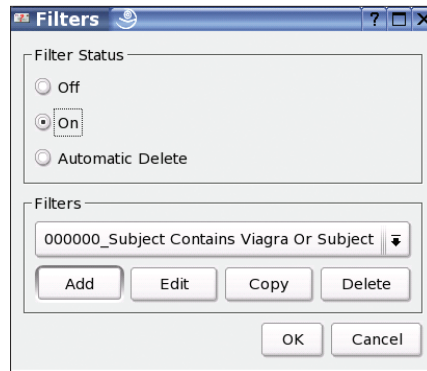 Filters ?
Filter Status
Off
On
Automatic Delete
Filters
000000_Subject Contains Viagra Or Subject
Add Edit Copy Delete
OK Cancel